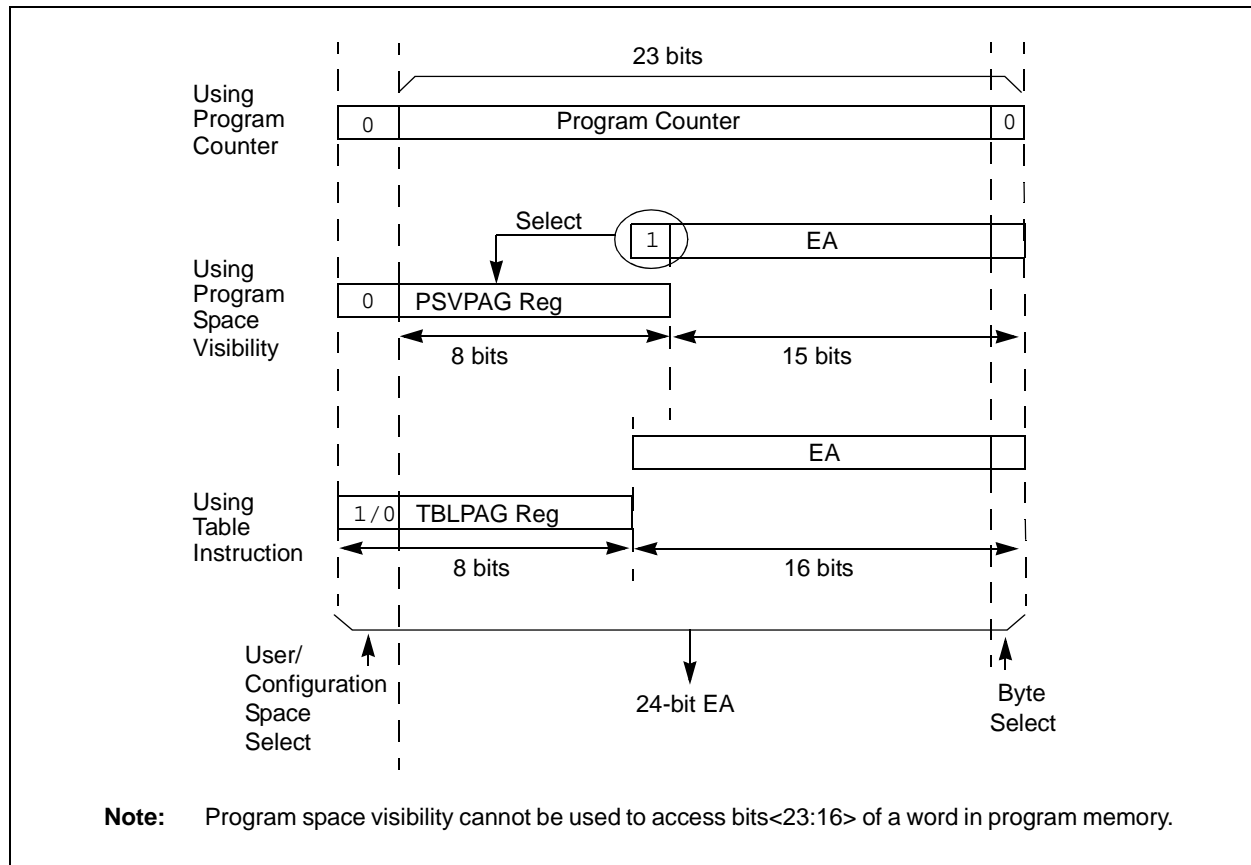 23 bits
Using
Program
Counter
0
Program Counter
0
Select
1
EA
Using
Program
Space
Visibility
0
PSVPAG Reg
8 bits
15 bits
EA
Using
Table
Instruction
1/0
TBLPAG Reg
8 bits
16 bits
User/
Configuration
Space
Select
24-bit EA
Byte
Select
Note: Program space visibility cannot be used to access bits<23:16> of a word in program memory.